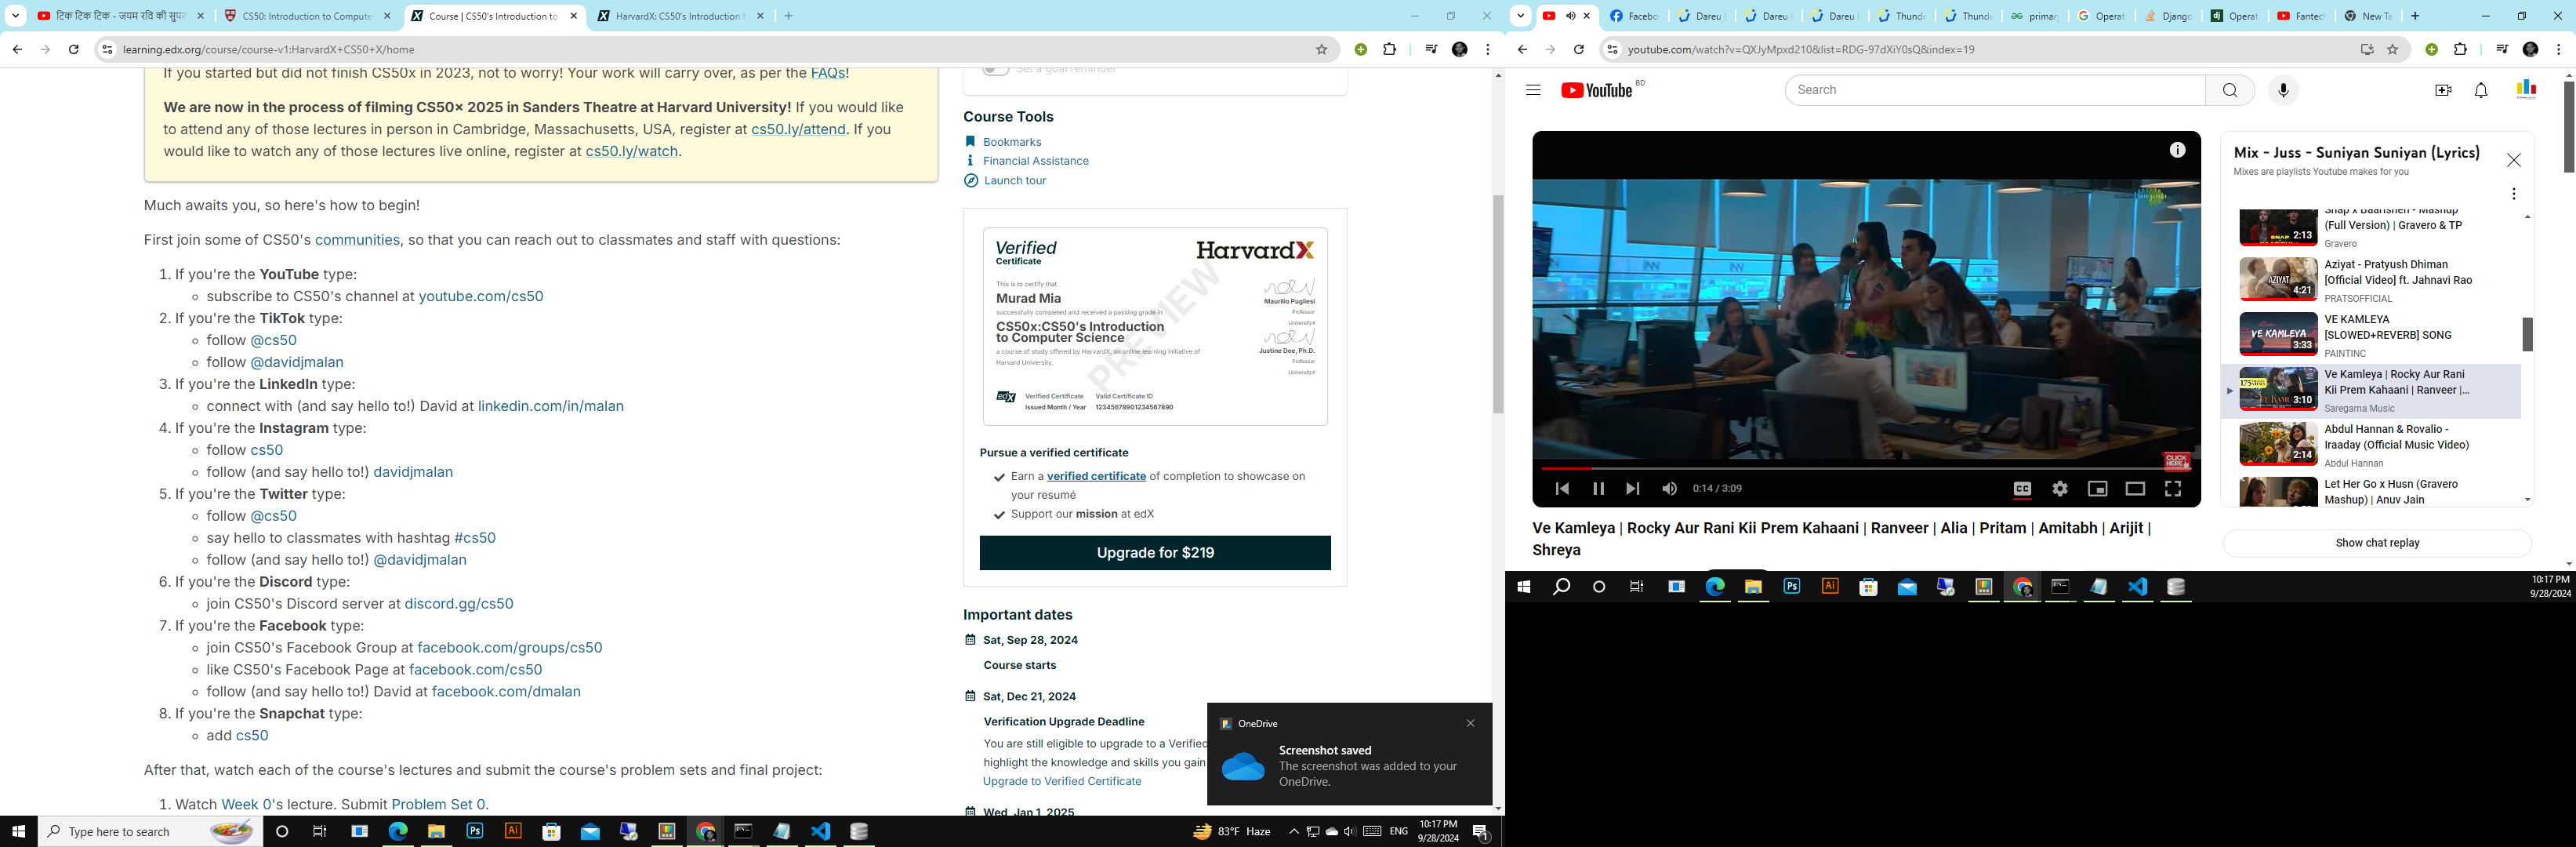 टिक टिक टिक - जयम रवि की सुपर
CS50: Introduction to Compute
Course | CS50's Introduction to
HarvardX: CS50's Introduction t
learning.edx.org/course/course-v1:HarvardX+CS50+X/home
If you started but did not finish CS50x in 2023, not to worry! Your work will carry over, as per the FAQs!
We are now in the process of filming CS50× 2025 in Sanders Theatre at Harvard University! If you would like
to attend any of those lectures in person in Cambridge, Massachusetts, USA, register at cs50.ly/attend. If you
would like to watch any of those lectures live online, register at cs50.ly/watch.
Much awaits you, so here's how to begin!
First join some of CS50's communities, so that you can reach out to classmates and staff with questions:
1. If you're the YouTube type:
subscribe to CS50's channel at youtube.com/cs50
2. If you're the TikTok type:
follow @cs50
follow @davidjmalan
3. If you're the LinkedIn type:
connect with (and say hello to!) David at linkedin.com/in/malan
4. If you're the Instagram type:
follow cs50
follow (and say hello to!) davidjmalan
5. If you're the Twitter type:
follow @cs50
say hello to classmates with hashtag #cs50
follow (and say hello to!) @davidjmalan
6. If you're the Discord type:
join CS50's Discord server at discord.gg/cs50
7. If you're the Facebook type:
join CS50's Facebook Group at facebook.com/groups/cs50
like CS50's Facebook Page at facebook.com/cs50
follow (and say hello to!) David at facebook.com/dmalan
8. If you're the Snapchat type:
add cs50
After that, watch each of the course's lectures and submit the course's problem sets and final project:
1. Watch Week 0's lecture. Submit Problem Set 0.
Set a goal reminder
Course Tools
Bookmarks
Financial Assistance
Launch tour
Verified
Certificate
HarvardX
This is to certify that
Murad Mia
successfully completed and received a passing grade in
CS50x:CS50's Introduction
to Computer Science
a course of study offered by HarvardX, an online learning initiative of
Harvard University.
PREVIEW
Maurilio Pugliesi
Professor
UniversityX
Justine Doe, Ph.D.
Professor
UniversityX
edX
Verified Certificate
Issued Month / Year
Valid Certificate ID
12345678901234567890
Pursue a verified certificate
Earn a verified certificate of completion to showcase on
your resumé
Support our mission at edX
Upgrade for $219
Important dates
Sat, Sep 28, 2024
Course starts
Sat, Dec 21, 2024
Verification Upgrade Deadline
You are still eligible to upgrade to a Verified
highlight the knowledge and skills you gain
Upgrade to Verified Certificate
Wed, Jan 1, 2025
OneDrive
Screenshot saved
The screenshot was added to your
OneDrive.
Type here to search
Ps
Ai
83°F Haze
ENG
10:17 PM
9/28/2024
1
Facebo
Dareu
Dareu
Dareu
Thund
Thund
primar
Operat
Djang
dj
Operat
Fantec
New Ta
youtube.com/watch?v=QXJyMpxd210&list=RDG-97dXiY0sQ&index=19
YouTube
BD
Search
CLICK
HERE
0:14 / 3:09
CC
Ve Kamleya | Rocky Aur Rani Kii Prem Kahaani | Ranveer | Alia | Pritam | Amitabh | Arijit |
Shreya
Mix - Juss - Suniyan Suniyan (Lyrics)
Mixes are playlists Youtube makes for you
Snap x Baarishein - Mashup
(Full Version) | Gravero & TP
Gravero
2:13
Aziyat - Pratyush Dhiman
[Official Video] ft. Jahnavi Rao
PRATSOFFICIAL
AZIYAT
4:21
VE KAMLEYA
[SLOWED+REVERB] SONG
PAINTINC
VE KAMLEYA
3:33
Ve Kamleya | Rocky Aur Rani
Kii Prem Kahaani | Ranveer |...
Saregama Music
3:10
Abdul Hannan & Rovalio -
Iraaday (Official Music Video)
Abdul Hannan
2:14
Let Her Go x Husn (Gravero
Mashup) | Anuv Jain
Show chat replay
Ps
Ai
10:17 PM
9/28/2024